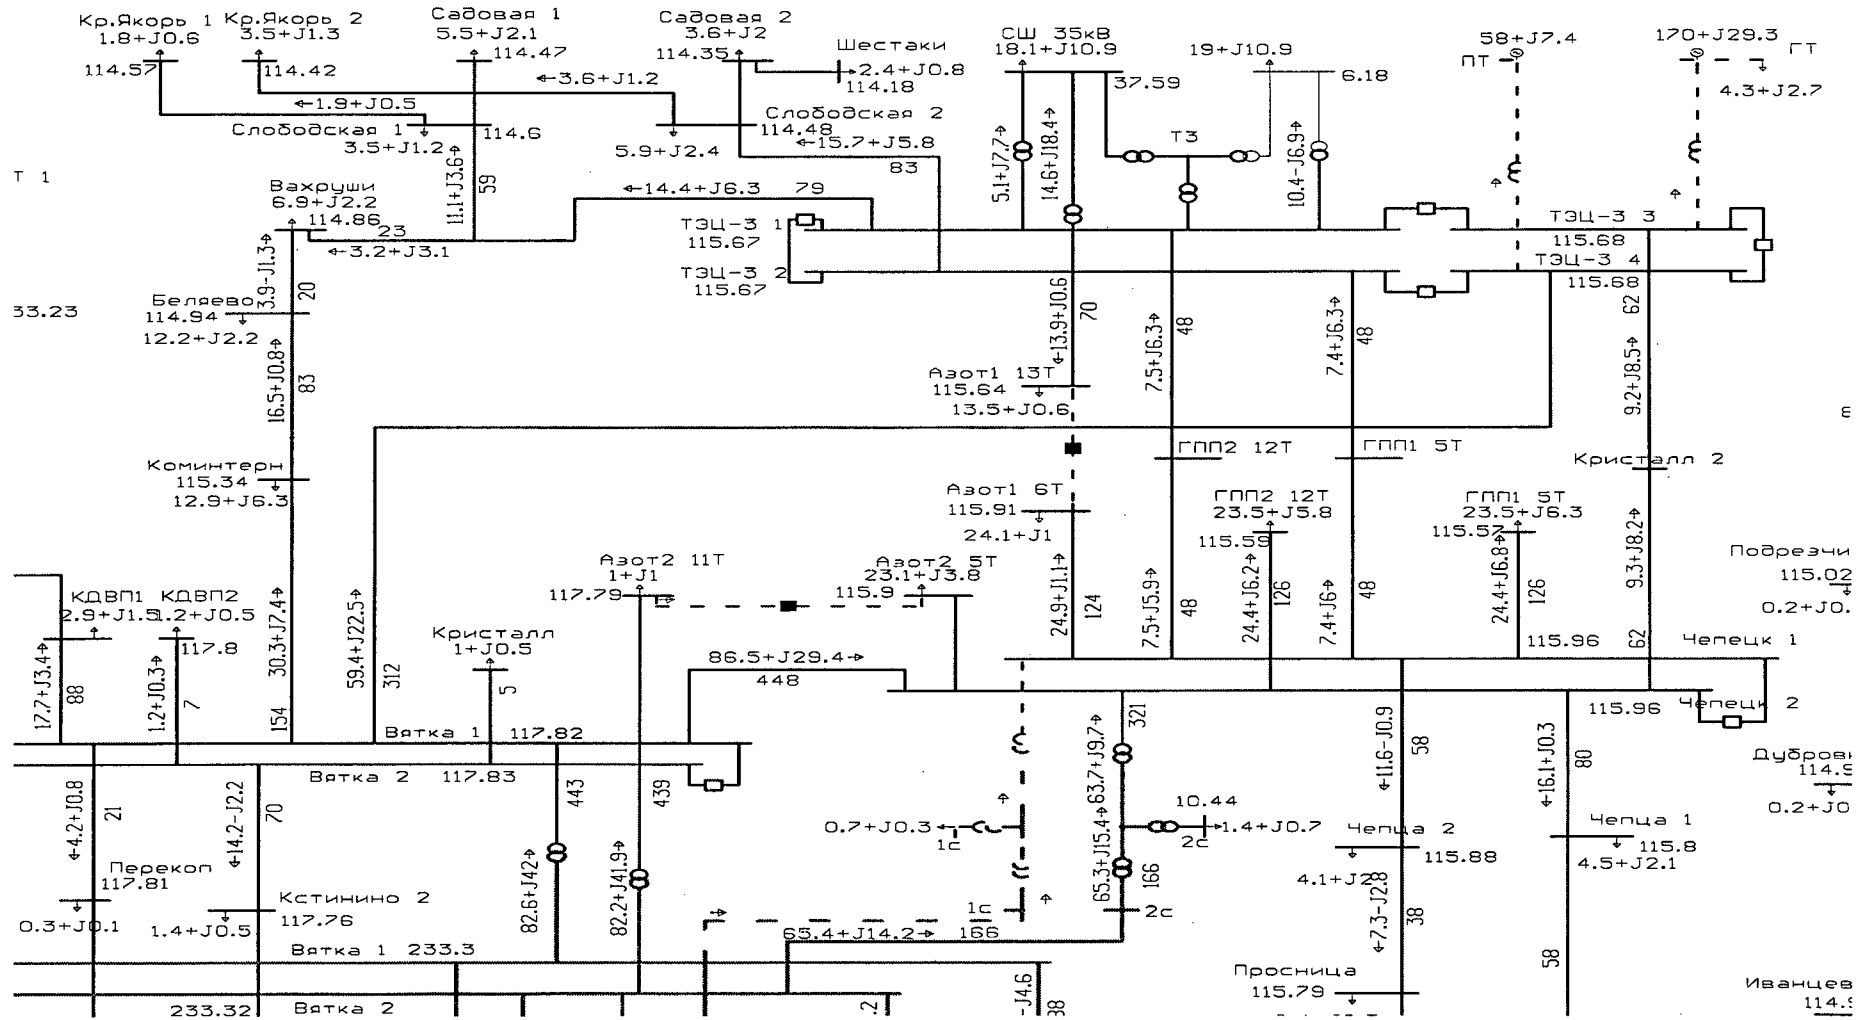 Кр.Якорь 1
1.8+J0.6
114.57
Кр.Якорь 2
3.5+J1.3
114.42
Садовая 1
5.5+J2.1
114.47
Садовая 2
3.6+J2
114.35
Шестаки
2.4+J0.8
114.18
СШ 35кВ
18.1+J10.9
37.59
19+J10.9
6.18
58+J7.4
ПТ
170+J29.3
ГТ
4.3+J2.7
←3.6+J1.2
←1.9+J0.5
Слободская 1
114.6
3.5+J1.2
Слободская 2
114.48
5.9+J2.4
←15.7+J5.8
83
11.1+J3.6→
59
5.1+J7.7→
14.6+J18.4→
Т3
10.4-J6.9→
Т 1
Вахруши
6.9+J2.2
114.86
23
←3.2+J3.1
←14.4+J6.3
79
ТЭЦ-3 1
115.67
ТЭЦ-3 2
115.67
ТЭЦ-3 3
115.68
ТЭЦ-3 4
115.68
33.23
3.9-J1.3→
20
Беляево
114.94
12.2+J2.2
16.5+J0.8→
83
←13.9+J0.6
70
7.5+J6.3→
48
7.4+J6.3→
48
62
9.2+J8.5→
Азот1 13Т
115.64
13.5+J0.6
ГПП2 12Т
ГПП1 5Т
Кристалл 2
Коминтерн
115.34
12.9+J6.3
Азот1 6Т
115.91
24.1+J1
ГПП2 12Т
23.5+J5.8
115.59
ГПП1 5Т
23.5+J6.3
115.57
9.3+J8.2→
62
Азот2 11Т
1+J1
117.79
Азот2 5Т
23.1+J3.8
115.9
24.9+J1.1→
124
7.5+J5.9→
48
24.4+J6.2→
126
7.4+J6→
48
24.4+J6.8→
126
Подрезчи
115.02
0.2+J0.
КДВП1
2.9+J1.5
КДВП2
1.2+J0.5
117.8
17.7+J3.4→
88
1.2+J0.3→
7
30.3+J7.4→
154
59.4+J22.5→
312
Кристалл
1+J0.5
5
86.5+J29.4→
448
115.96
Чепецк 1
115.96
Чепецк 2
Вятка 1
117.82
Вятка 2
117.83
←4.2+J0.8
21
←14.2-J2.2
70
443
439
82.6+J42→
82.2+J41.9→
321
63.7+J9.7→
65.3+J15.4→
166
←11.6-J0.9
58
←16.1+J0.3
80
Дубровн
114.9
0.2+J0
0.7+J0.3
1с
10.44
1.4+J0.7
2с
Чепца 2
115.88
4.1+J2
Чепца 1
115.8
4.5+J2.1
Перекоп
117.81
0.3+J0.1
Кстинино 2
117.76
1.4+J0.5
1с
2с
65.4+J14.2→
166
←7.3-J2.8
38
58
Вятка 1 233.3
Просница
115.79
Иванцев
114.9
233.32
Вятка 2
.2
-J4.6